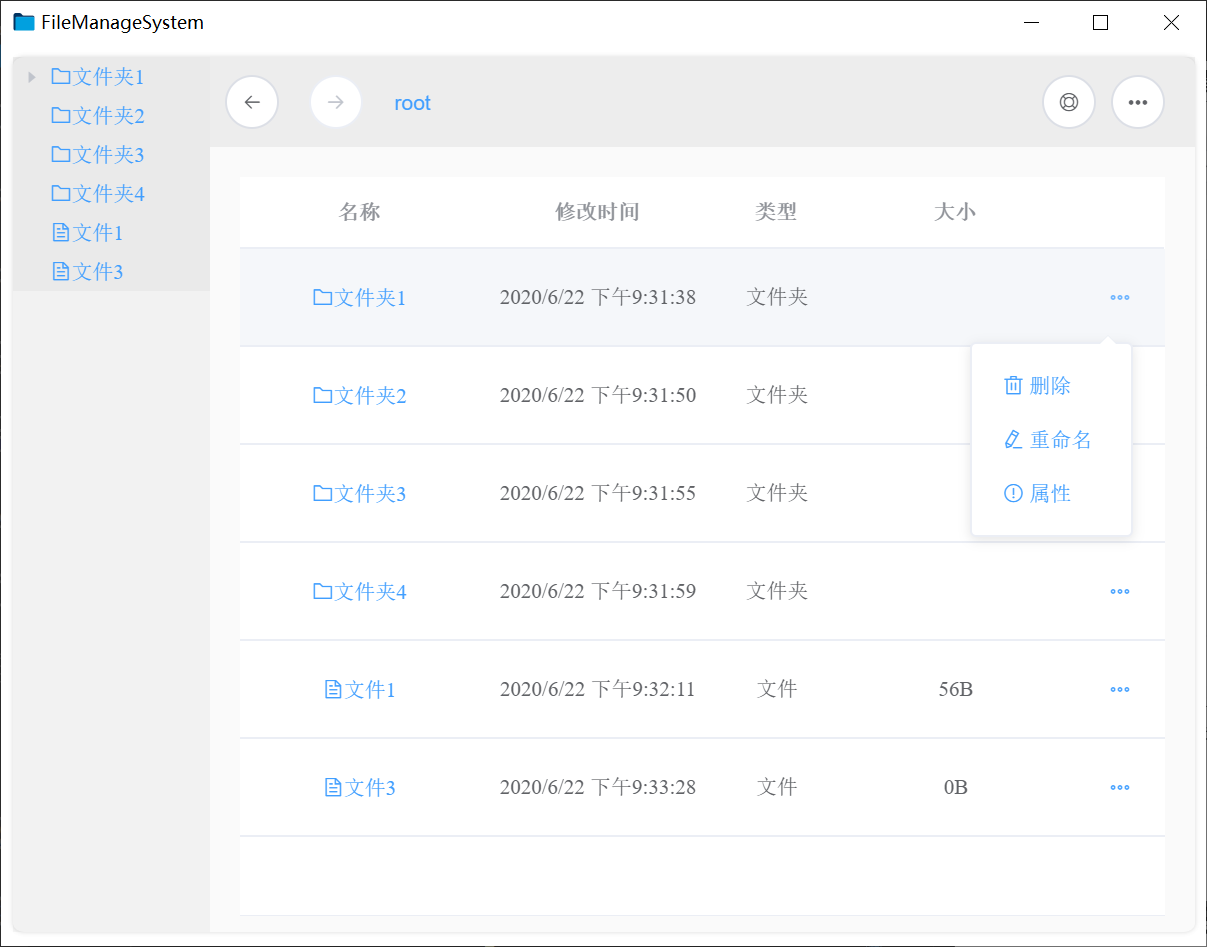 FileManageSystem
文件夹1
文件夹2
文件夹3
文件夹4
文件1
文件3
root
名称 修改时间 类型 大小
文件夹1 2020/6/22 下午9:31:38 文件夹
文件夹2 2020/6/22 下午9:31:50 文件夹
文件夹3 2020/6/22 下午9:31:55 文件夹
文件夹4 2020/6/22 下午9:31:59 文件夹
文件1 2020/6/22 下午9:32:11 文件 56B
文件3 2020/6/22 下午9:33:28 文件 0B
删除
重命名
属性